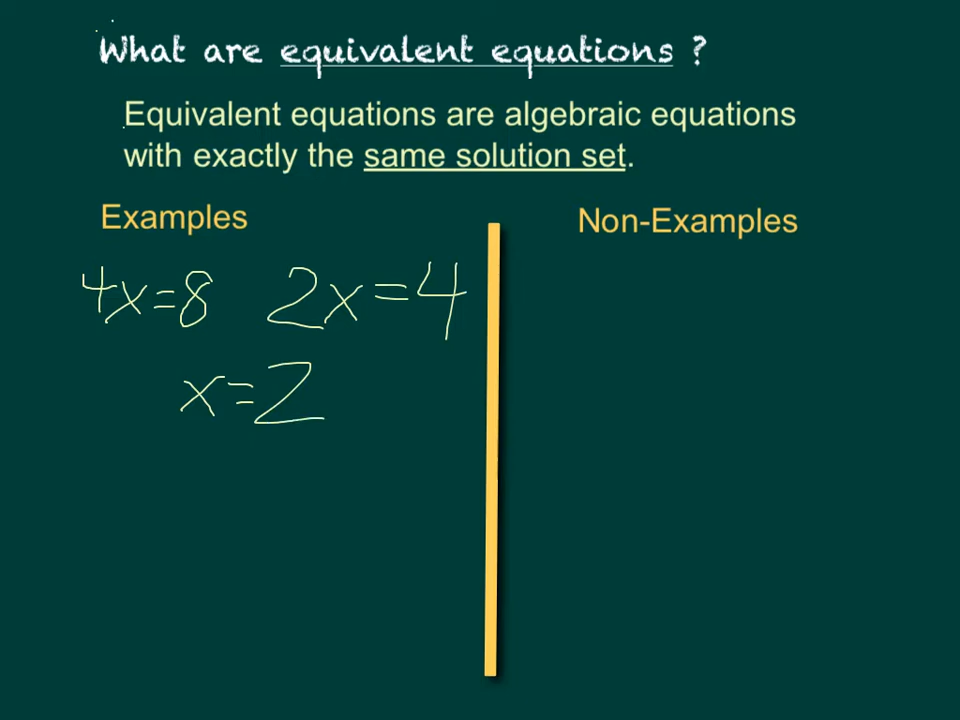 What are equivalent equations ?
Equivalent equations are algebraic equations
with exactly the same solution set.
Examples
Non-Examples
4x=8 2x=4
x=2